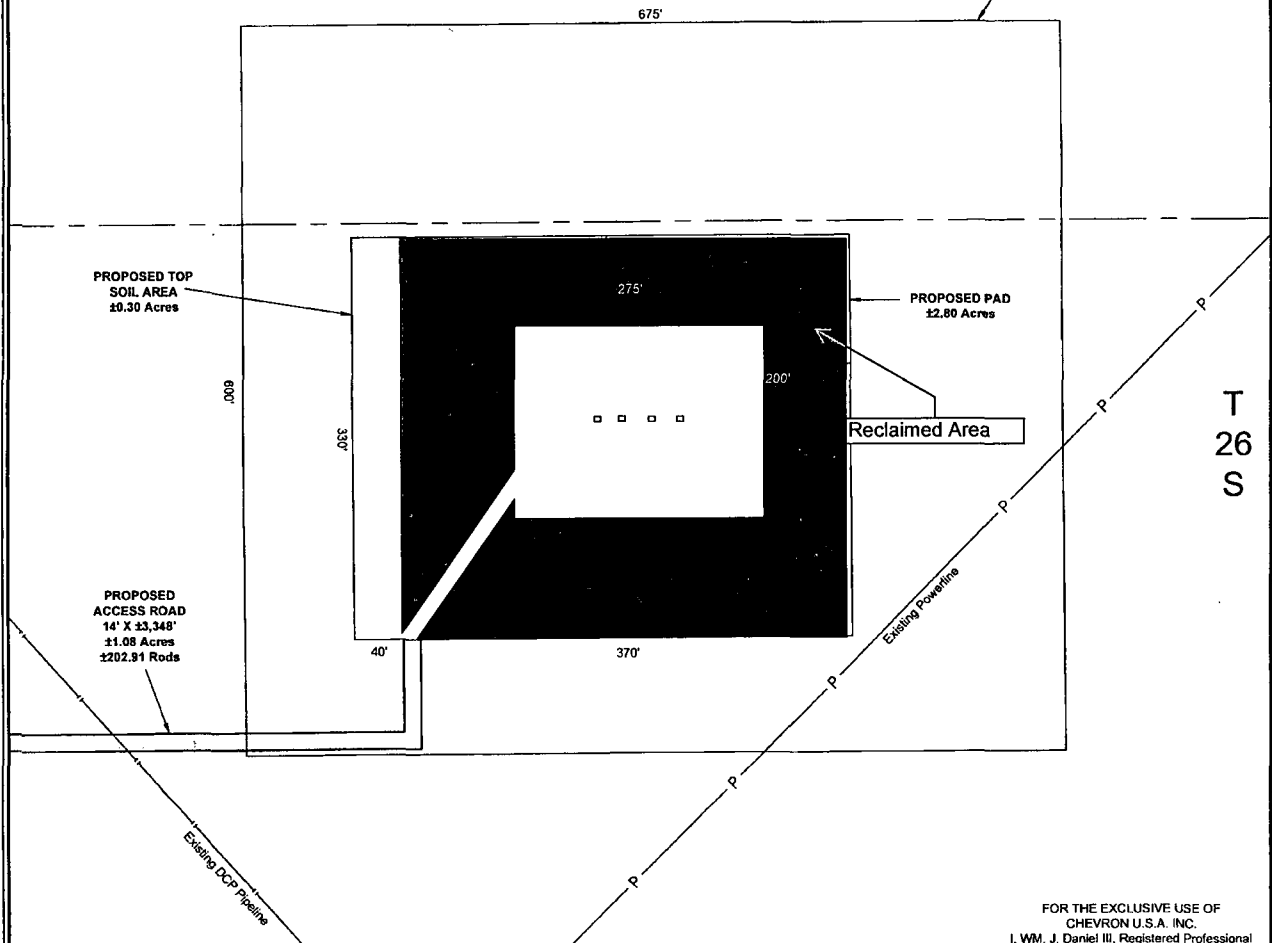 675'
PROPOSED TOP
SOIL AREA
±0.30 Acres
275'
PROPOSED PAD
±2.80 Acres
600'
330'
200'
Reclaimed Area
T
26
S
P
P
P
Existing Powerline
PROPOSED
ACCESS ROAD
14' X ±3,348'
±1.08 Acres
±202.91 Rods
40'
370'
P
P
P
Existing DCP Pipeline
FOR THE EXCLUSIVE USE OF
CHEVRON U.S.A. INC.
I, WM. J. Daniel III, Registered Professional